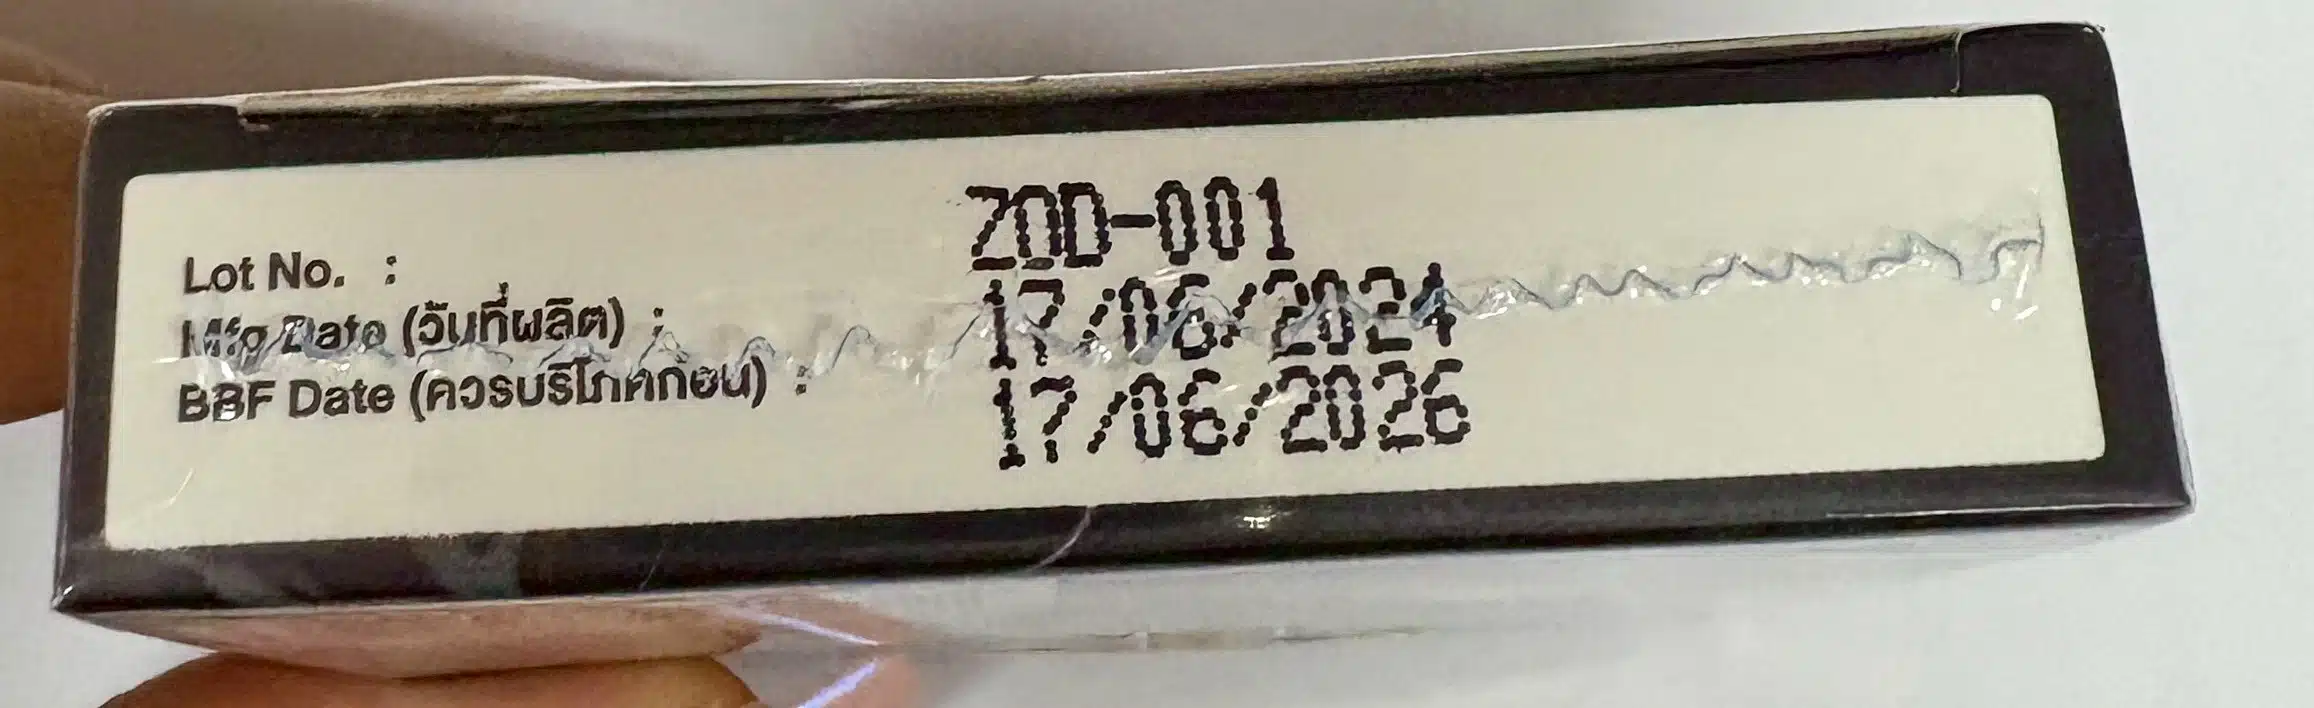 Lot No. : ZOD-001
Mfg Date (วันที่ผลิต) : 17/06/2024
BBF Date (ควรบริโภคก่อน) : 17/06/2026